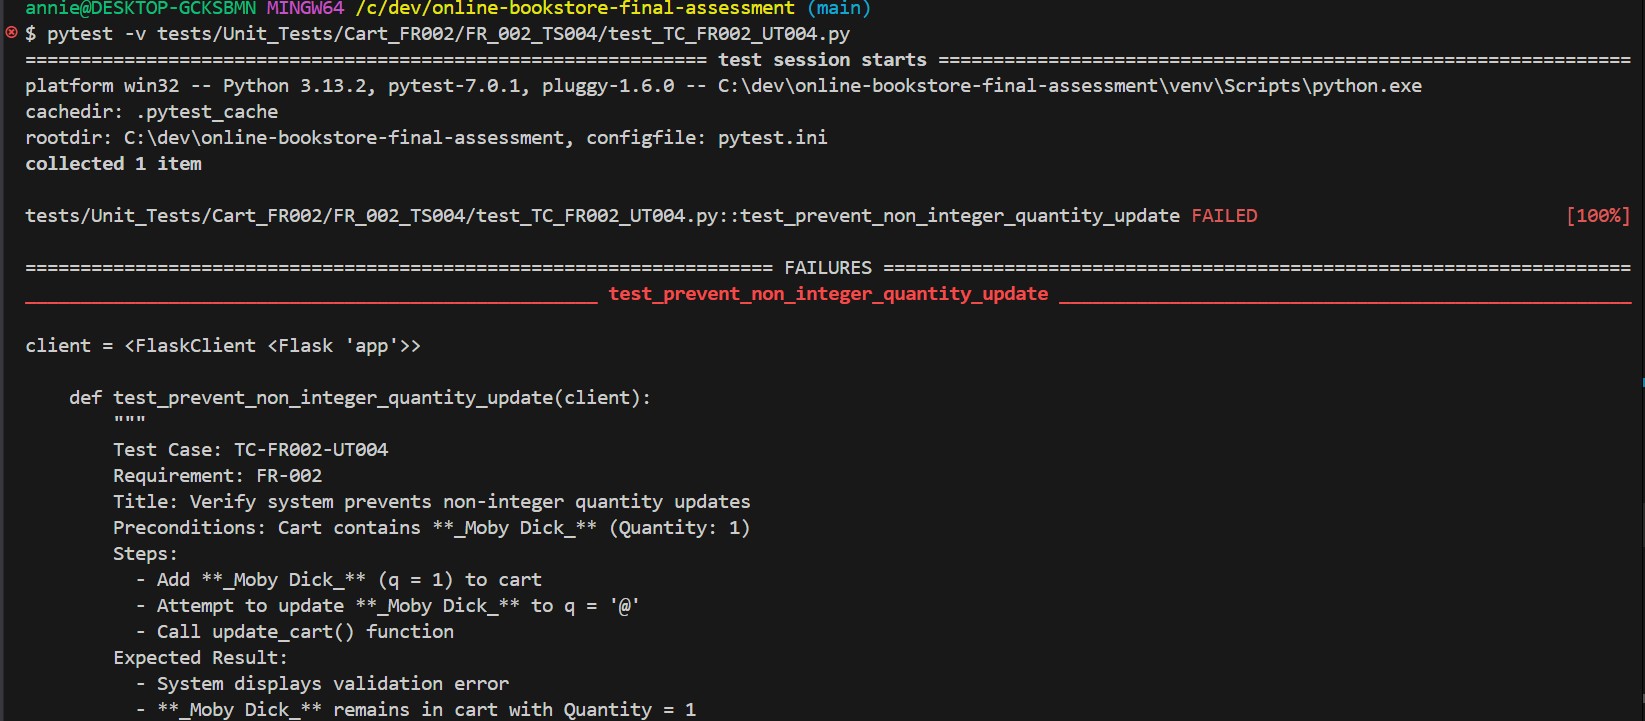 annie@DESKTOP-GCKSBMN MINGW64 /c/dev/online-bookstore-final-assessment (main)
$ pytest -v tests/Unit_Tests/Cart_FR002/FR_002_TS004/test_TC_FR002_UT004.py
============================================================== test session starts ===============================================================
platform win32 -- Python 3.13.2, pytest-7.0.1, pluggy-1.6.0 -- C:\dev\online-bookstore-final-assessment\venv\Scripts\python.exe
cachedir: .pytest_cache
rootdir: C:\dev\online-bookstore-final-assessment, configfile: pytest.ini
collected 1 item
tests/Unit_Tests/Cart_FR002/FR_002_TS004/test_TC_FR002_UT004.py::test_prevent_non_integer_quantity_update FAILED [100%]
==================================================================== FAILURES ====================================================================
____________________________________________________ test_prevent_non_integer_quantity_update ____________________________________________________
client = <FlaskClient <Flask 'app'>>
    def test_prevent_non_integer_quantity_update(client):
        """
        Test Case: TC-FR002-UT004
        Requirement: FR-002
        Title: Verify system prevents non-integer quantity updates
        Preconditions: Cart contains **_Moby Dick_** (Quantity: 1)
        Steps:
          - Add **_Moby Dick_** (q = 1) to cart
          - Attempt to update **_Moby Dick_** to q = '@'
          - Call update_cart() function
        Expected Result:
          - System displays validation error
          - **_Moby Dick_** remains in cart with Quantity = 1